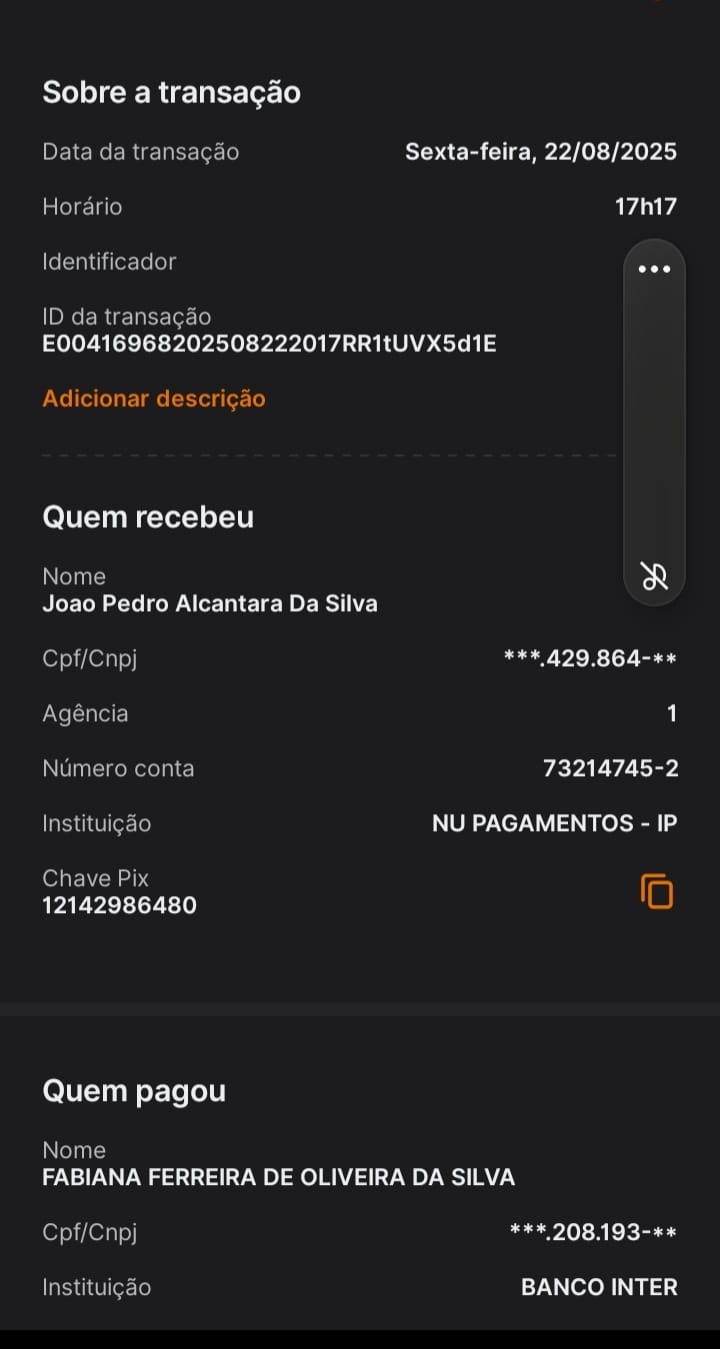 Sobre a transação
Data da transação Sexta-feira, 22/08/2025
Horário 17h17
Identificador
ID da transação
E00416968202508222017RR1tUVX5d1E
Adicionar descrição
Quem recebeu
Nome
Joao Pedro Alcantara Da Silva
Cpf/Cnpj ***.429.864-**
Agência 1
Número conta 73214745-2
Instituição NU PAGAMENTOS - IP
Chave Pix
12142986480
Quem pagou
Nome
FABIANA FERREIRA DE OLIVEIRA DA SILVA
Cpf/Cnpj ***.208.193-**
Instituição BANCO INTER